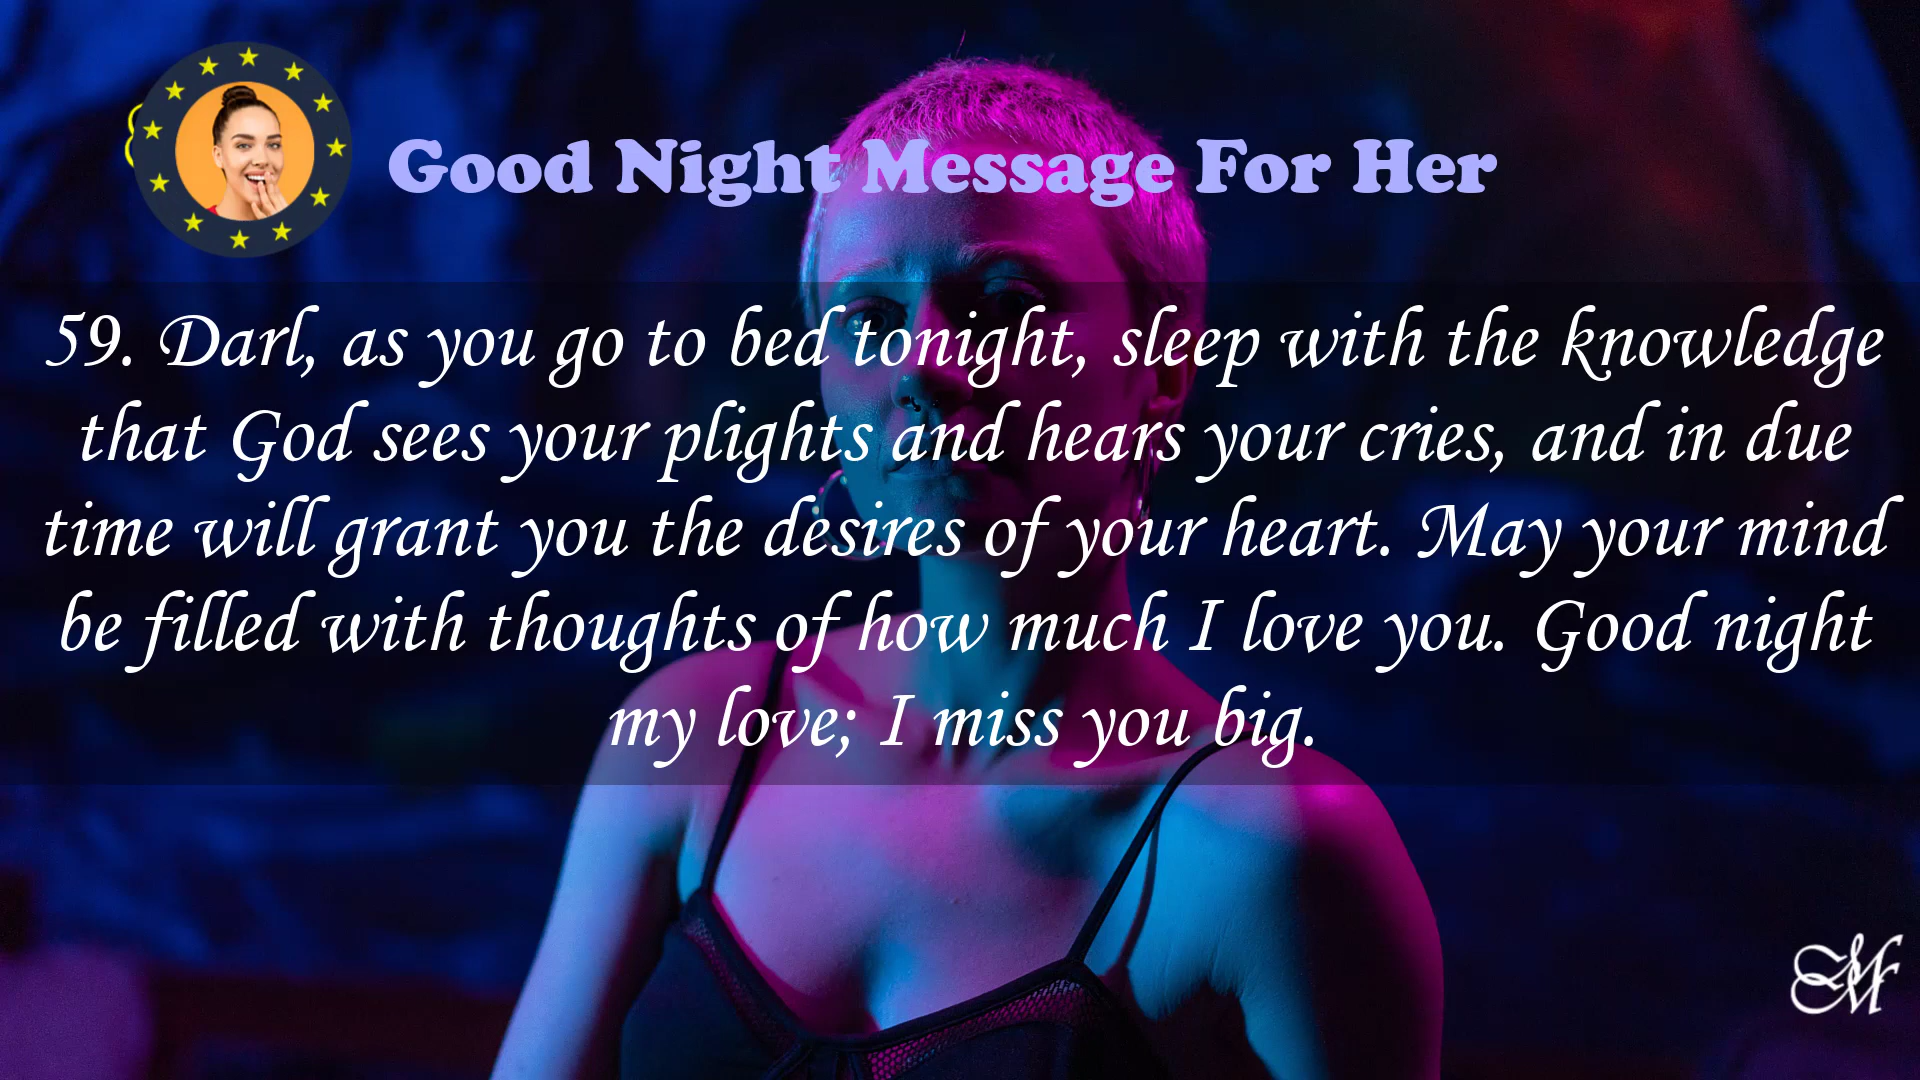 Good Night Message For Her
59. Darl, as you go to bed tonight, sleep with the knowledge
that God sees your plights and hears your cries, and in due
time will grant you the desires of your heart. May your mind
be filled with thoughts of how much I love you. Good night
my love; I miss you big.